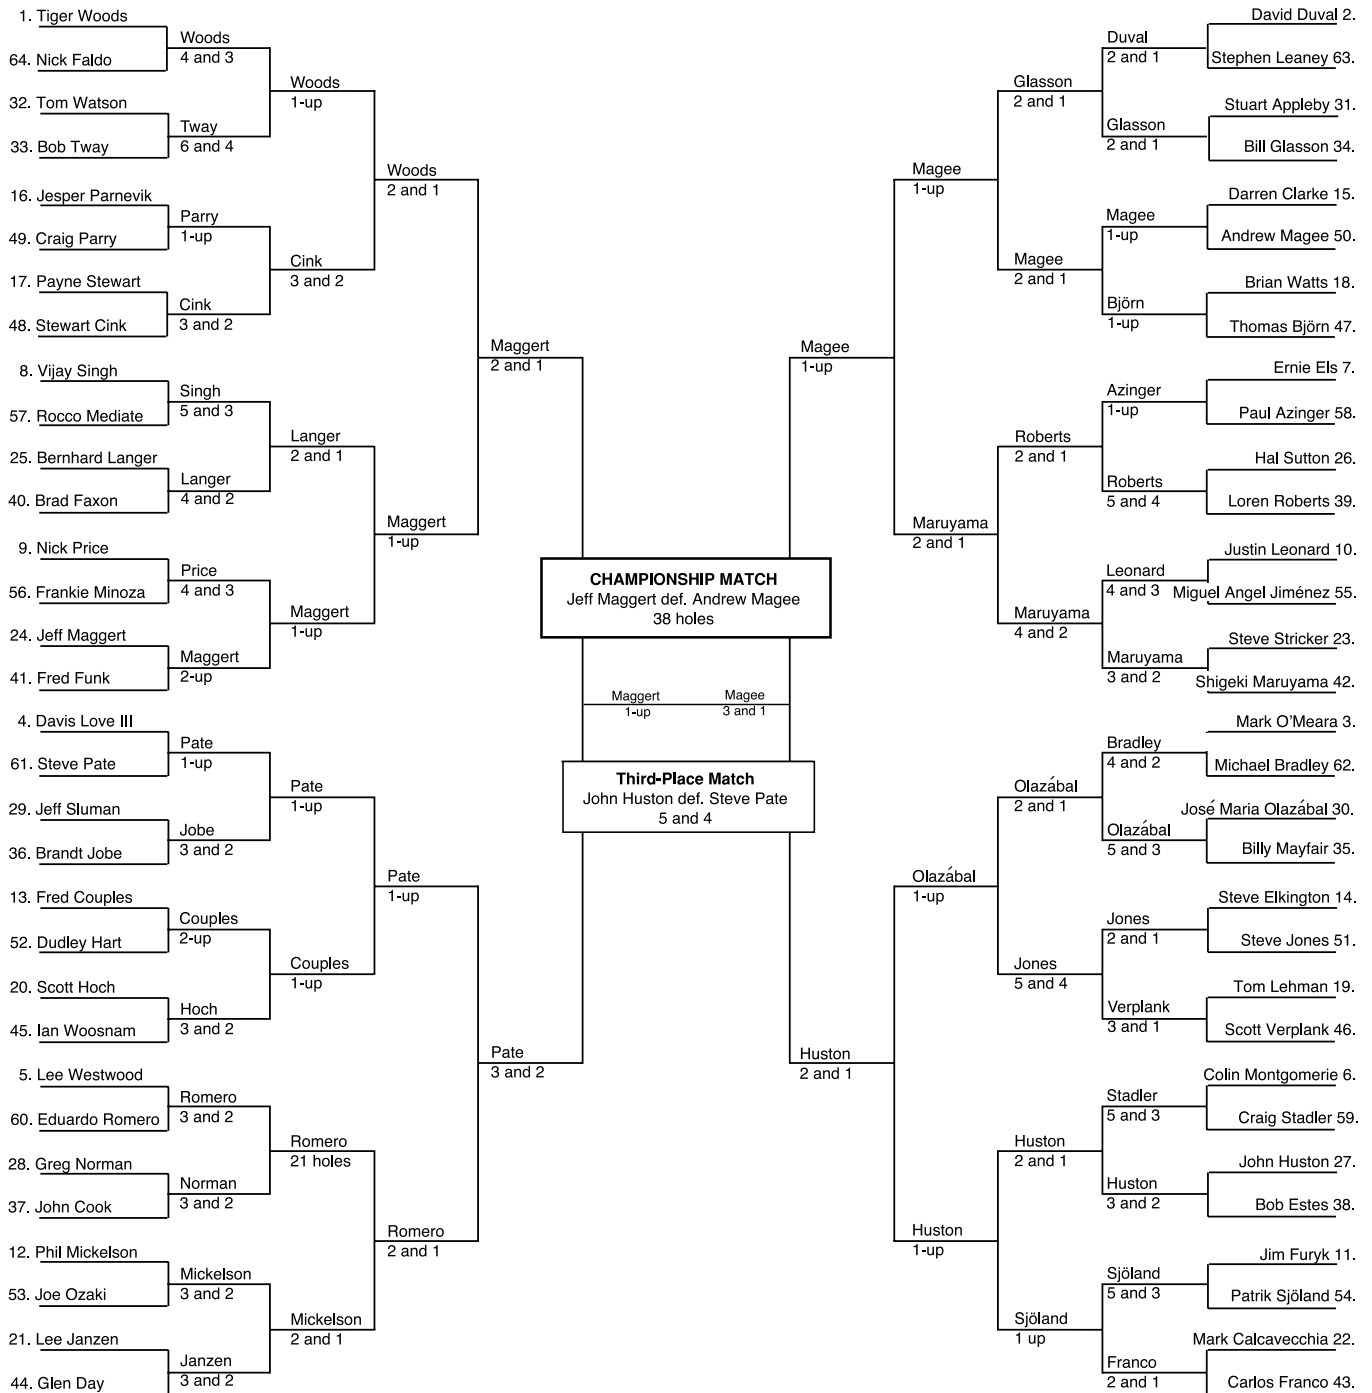 1. Tiger Woods
Woods
4 and 3
64. Nick Faldo
Woods
1-up
32. Tom Watson
Tway
6 and 4
33. Bob Tway
Woods
2 and 1
16. Jesper Parnevik
Parry
1-up
49. Craig Parry
Cink
3 and 2
17. Payne Stewart
Cink
3 and 2
48. Stewart Cink
Maggert
2 and 1
8. Vijay Singh
Singh
5 and 3
57. Rocco Mediate
Langer
2 and 1
25. Bernhard Langer
Langer
4 and 2
40. Brad Faxon
Maggert
1-up
9. Nick Price
Price
4 and 3
56. Frankie Minoza
Maggert
1-up
24. Jeff Maggert
Maggert
2-up
41. Fred Funk
4. Davis Love III
Pate
1-up
61. Steve Pate
Pate
1-up
29. Jeff Sluman
Jobe
3 and 2
36. Brandt Jobe
Pate
1-up
13. Fred Couples
Couples
2-up
52. Dudley Hart
Couples
1-up
20. Scott Hoch
Hoch
3 and 2
45. Ian Woosnam
Pate
3 and 2
5. Lee Westwood
Romero
3 and 2
60. Eduardo Romero
Romero
21 holes
28. Greg Norman
Norman
3 and 2
37. John Cook
Romero
2 and 1
12. Phil Mickelson
Mickelson
3 and 2
53. Joe Ozaki
Mickelson
2 and 1
21. Lee Janzen
Janzen
3 and 2
44. Glen Day
CHAMPIONSHIP MATCH
Jeff Maggert def. Andrew Magee
38 holes
Maggert
1-up
Magee
3 and 1
Third-Place Match
John Huston def. Steve Pate
5 and 4
David Duval 2.
Duval
2 and 1
Stephen Leaney 63.
Glasson
2 and 1
Stuart Appleby 31.
Glasson
2 and 1
Bill Glasson 34.
Magee
1-up
Darren Clarke 15.
Magee
1-up
Andrew Magee 50.
Magee
2 and 1
Brian Watts 18.
Björn
1-up
Thomas Björn 47.
Magee
1-up
Ernie Els 7.
Azinger
1-up
Paul Azinger 58.
Roberts
2 and 1
Hal Sutton 26.
Roberts
5 and 4
Loren Roberts 39.
Maruyama
2 and 1
Justin Leonard 10.
Leonard
4 and 3
Miguel Angel Jiménez 55.
Maruyama
4 and 2
Steve Stricker 23.
Maruyama
3 and 2
Shigeki Maruyama 42.
Mark O'Meara 3.
Bradley
4 and 2
Michael Bradley 62.
Olazábal
2 and 1
José Maria Olazábal 30.
Olazábal
5 and 3
Billy Mayfair 35.
Olazábal
1-up
Steve Elkington 14.
Jones
2 and 1
Steve Jones 51.
Jones
5 and 4
Tom Lehman 19.
Verplank
3 and 1
Scott Verplank 46.
Huston
2 and 1
Colin Montgomerie 6.
Stadler
5 and 3
Craig Stadler 59.
Huston
2 and 1
John Huston 27.
Huston
3 and 2
Bob Estes 38.
Huston
1-up
Jim Furyk 11.
Sjöland
5 and 3
Patrik Sjöland 54.
Sjöland
1 up
Mark Calcavecchia 22.
Franco
2 and 1
Carlos Franco 43.